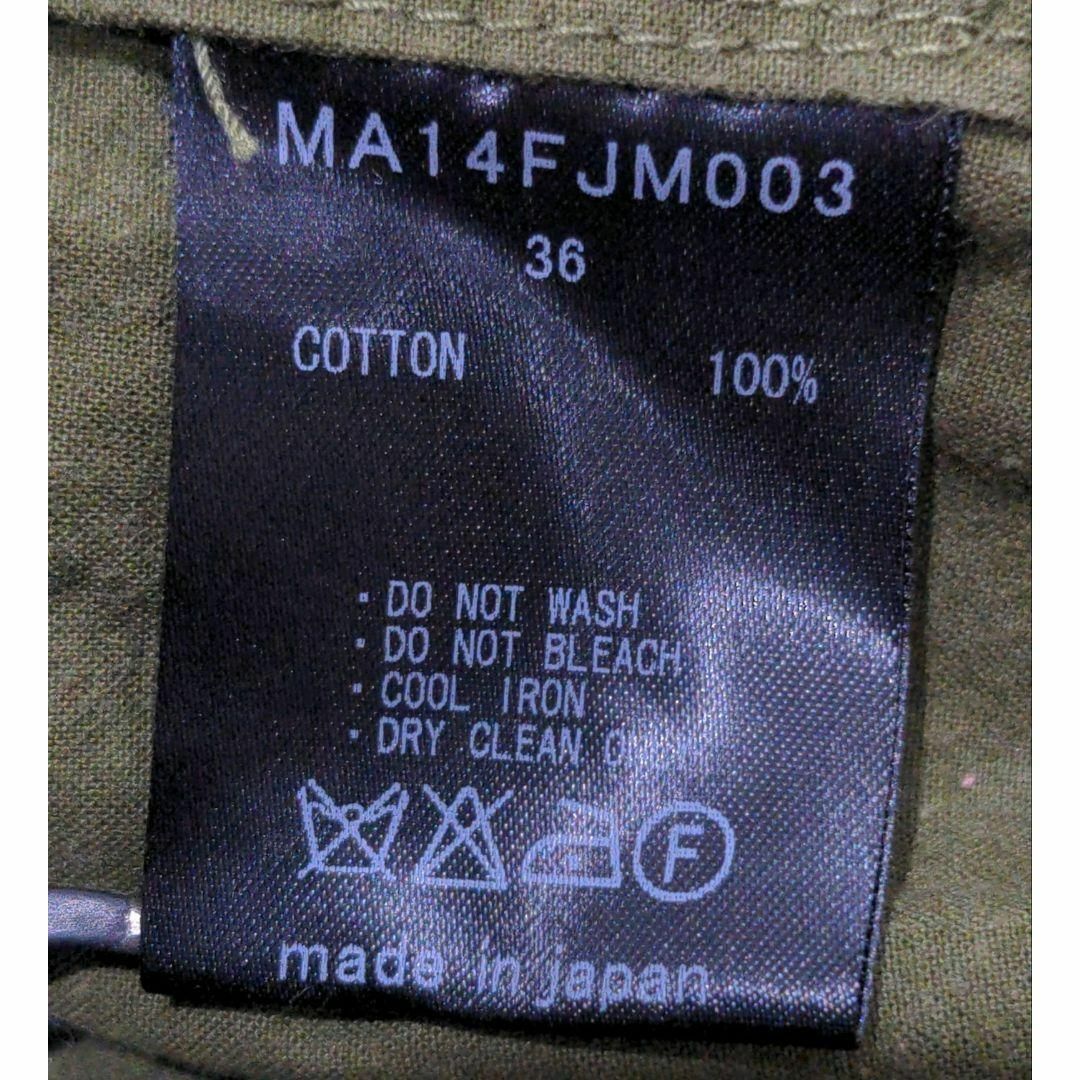 MA14FJM003
36
COTTON 100%
・DO NOT WASH
・DO NOT BLEACH
・COOL IRON
・DRY CLEAN
F
made in japan